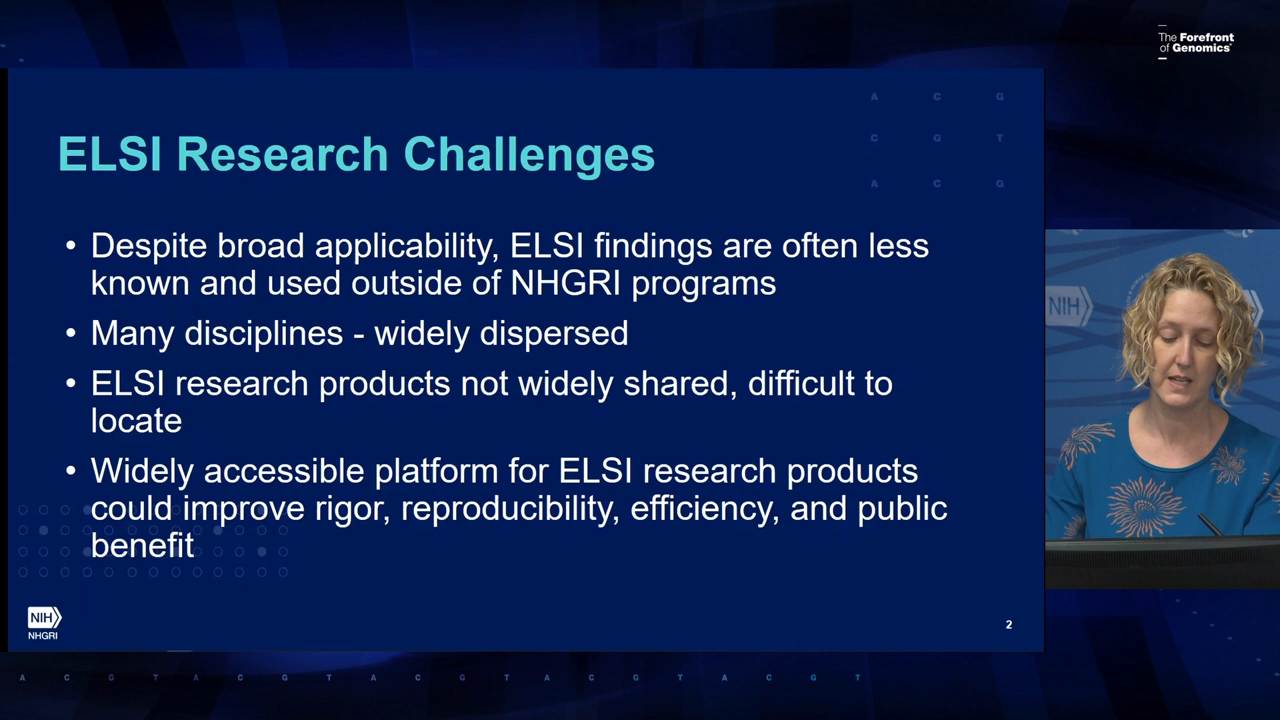 The Forefront
of Genomics
A C G
C G T
A C G
ELSI Research Challenges
• Despite broad applicability, ELSI findings are often less
known and used outside of NHGRI programs
• Many disciplines - widely dispersed
• ELSI research products not widely shared, difficult to
locate
• Widely accessible platform for ELSI research products
could improve rigor, reproducibility, efficiency, and public
benefit
NIH
NIH
NHGRI
2
A C G T A C G T A C G T A C G T A C G T